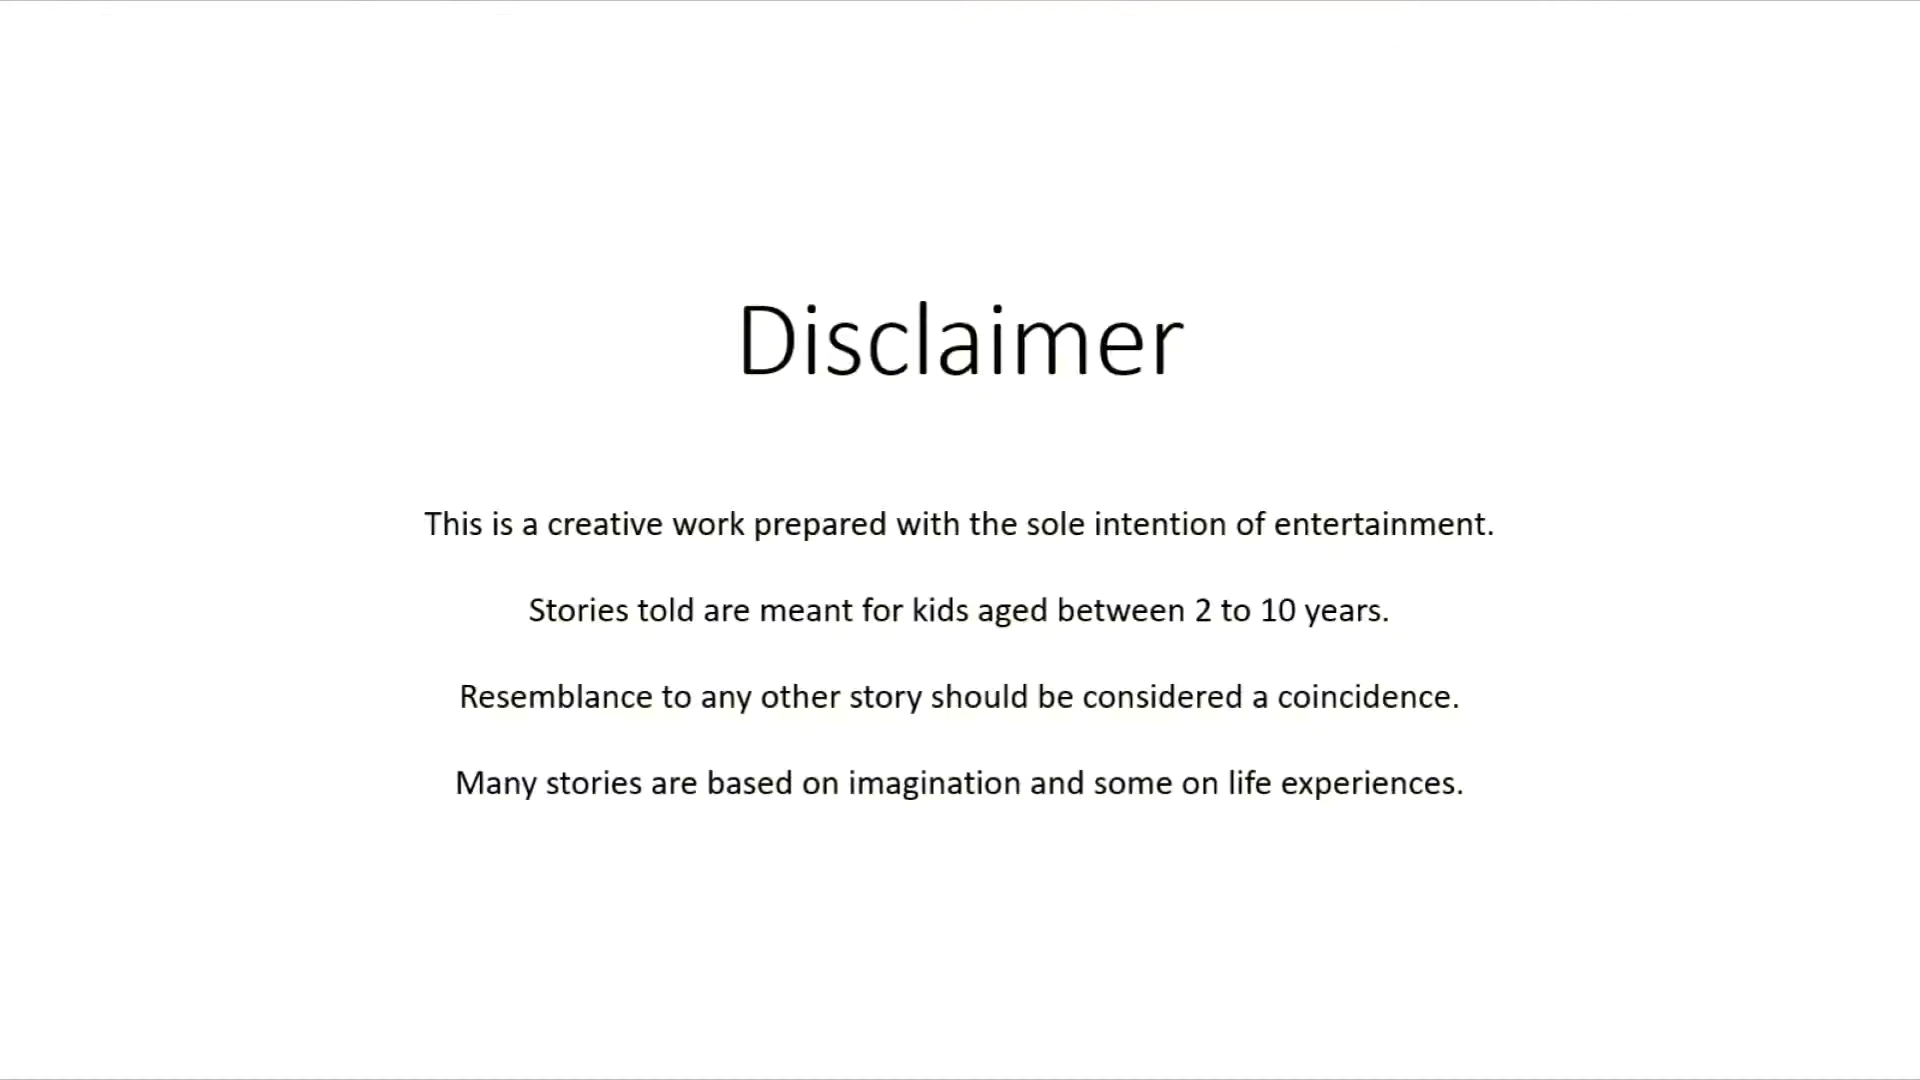 Disclaimer
This is a creative work prepared with the sole intention of entertainment.
Stories told are meant for kids aged between 2 to 10 years.
Resemblance to any other story should be considered a coincidence.
Many stories are based on imagination and some on life experiences.